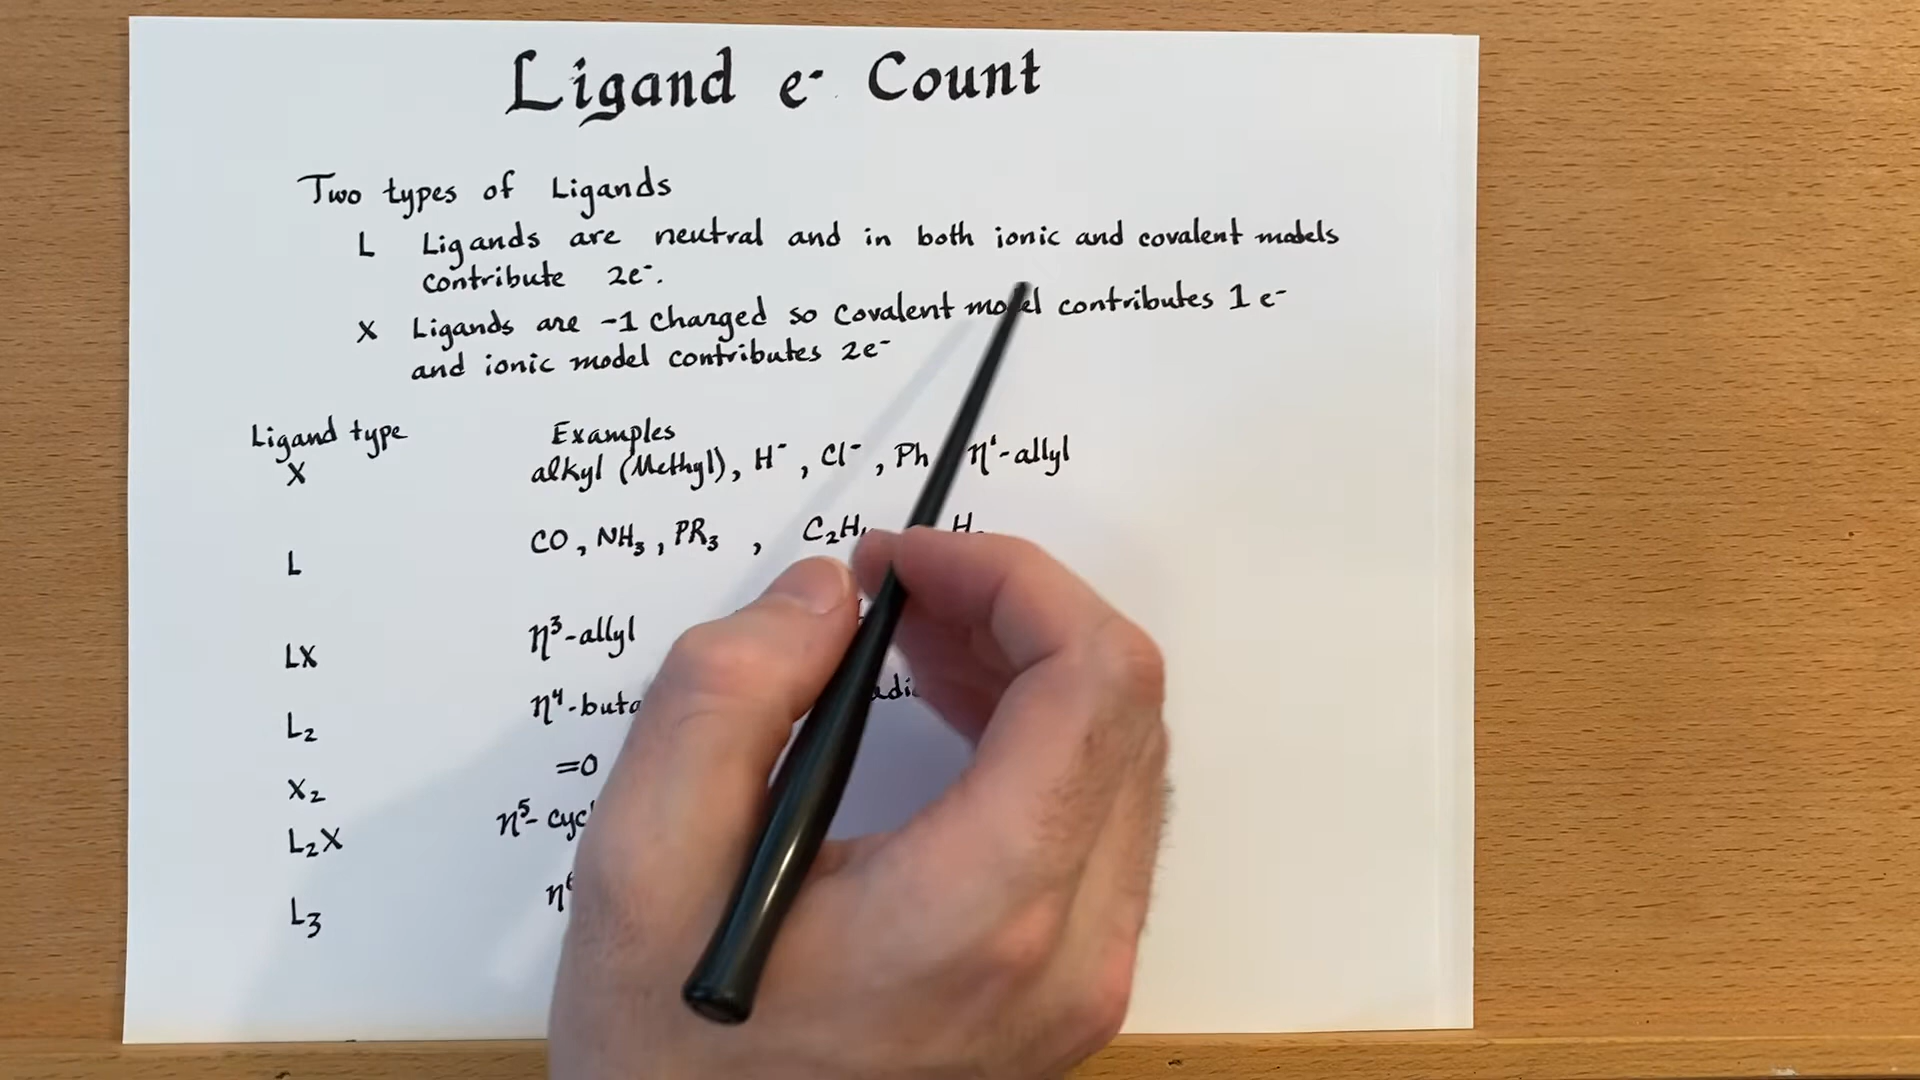 Ligand e- Count
Two types of Ligands
L Ligands are neutral and in both ionic and covalent models
contribute 2e-.
X Ligands are -1 charged so covalent model contributes 1 e-
and ionic model contributes 2e-
Ligand type Examples
X alkyl (Methyl), H⁻, Cl⁻, Ph η¹-allyl
L CO, NH₃, PR₃,
LX η³-allyl
L₂
X₂ =O
L₂X
L₃